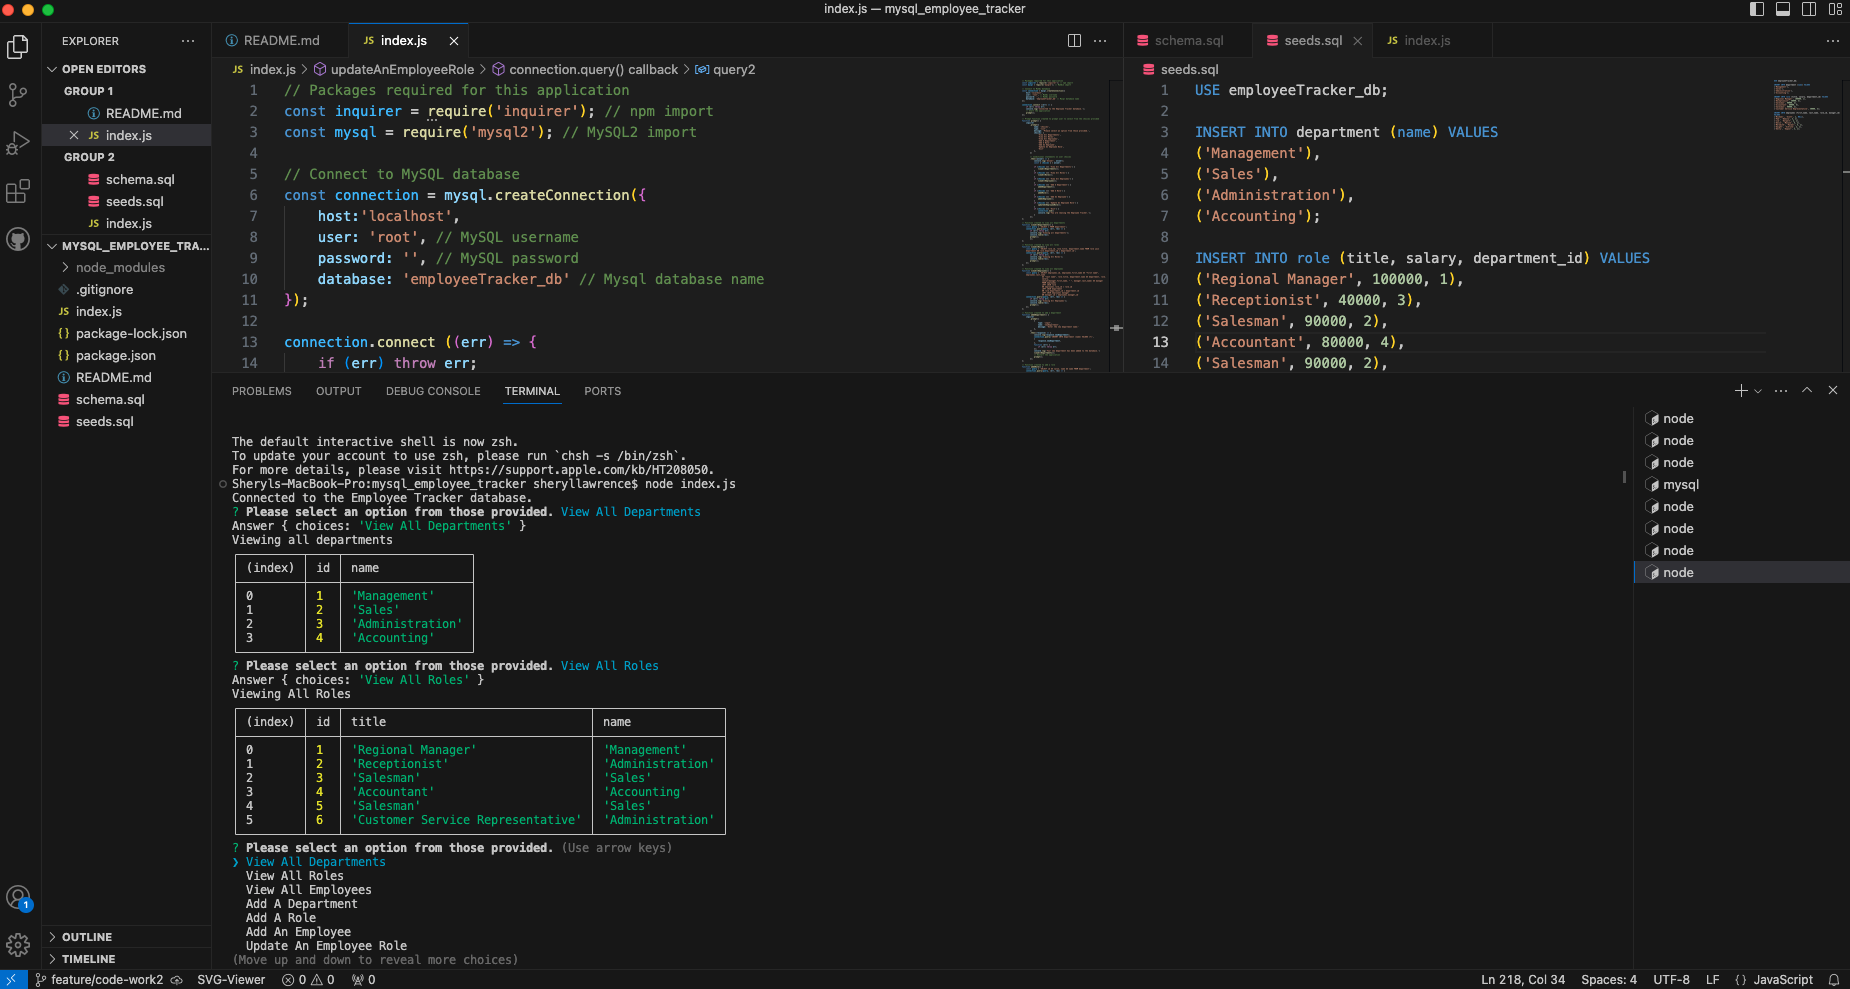 index.js — mysql_employee_tracker
EXPLORER
OPEN EDITORS
GROUP 1
README.md
JS index.js
GROUP 2
schema.sql
seeds.sql
JS index.js
MYSQL_EMPLOYEE_TRA...
node_modules
.gitignore
JS index.js
{} package-lock.json
{} package.json
README.md
schema.sql
seeds.sql
OUTLINE
TIMELINE
1
README.md
JS index.js
JS index.js > updateAnEmployeeRole > connection.query() callback > query2
1 // Packages required for this application
2 const inquirer = require('inquirer'); // npm import
3 const mysql = require('mysql2'); // MySQL2 import
4
5 // Connect to MySQL database
6 const connection = mysql.createConnection({
7 host:'localhost',
8 user: 'root', // MySQL username
9 password: '', // MySQL password
10 database: 'employeeTracker_db' // Mysql database name
11 });
12
13 connection.connect ((err) => {
14 if (err) throw err;
schema.sql
seeds.sql
JS index.js
seeds.sql
1 USE employeeTracker_db;
2
3 INSERT INTO department (name) VALUES
4 ('Management'),
5 ('Sales'),
6 ('Administration'),
7 ('Accounting');
8
9 INSERT INTO role (title, salary, department_id) VALUES
10 ('Regional Manager', 100000, 1),
11 ('Receptionist', 40000, 3),
12 ('Salesman', 90000, 2),
13 ('Accountant', 80000, 4),
14 ('Salesman', 90000, 2),
PROBLEMS OUTPUT DEBUG CONSOLE TERMINAL PORTS
The default interactive shell is now zsh.
To update your account to use zsh, please run `chsh -s /bin/zsh`.
For more details, please visit https://support.apple.com/kb/HT208050.
Sheryls-MacBook-Pro:mysql_employee_tracker sheryllawrence$ node index.js
Connected to the Employee Tracker database.
? Please select an option from those provided. View All Departments
Answer { choices: 'View All Departments' }
Viewing all departments
(index) id name
0 1 'Management'
1 2 'Sales'
2 3 'Administration'
3 4 'Accounting'
? Please select an option from those provided. View All Roles
Answer { choices: 'View All Roles' }
Viewing All Roles
(index) id title name
0 1 'Regional Manager' 'Management'
1 2 'Receptionist' 'Administration'
2 3 'Salesman' 'Sales'
3 4 'Accountant' 'Accounting'
4 5 'Salesman' 'Sales'
5 6 'Customer Service Representative' 'Administration'
? Please select an option from those provided. (Use arrow keys)
❯ View All Departments
View All Roles
View All Employees
Add A Department
Add A Role
Add An Employee
Update An Employee Role
(Move up and down to reveal more choices)
node
node
node
mysql
node
node
node
node
feature/code-work2 SVG-Viewer 0 0 0 Ln 218, Col 34 Spaces: 4 UTF-8 LF {} JavaScript